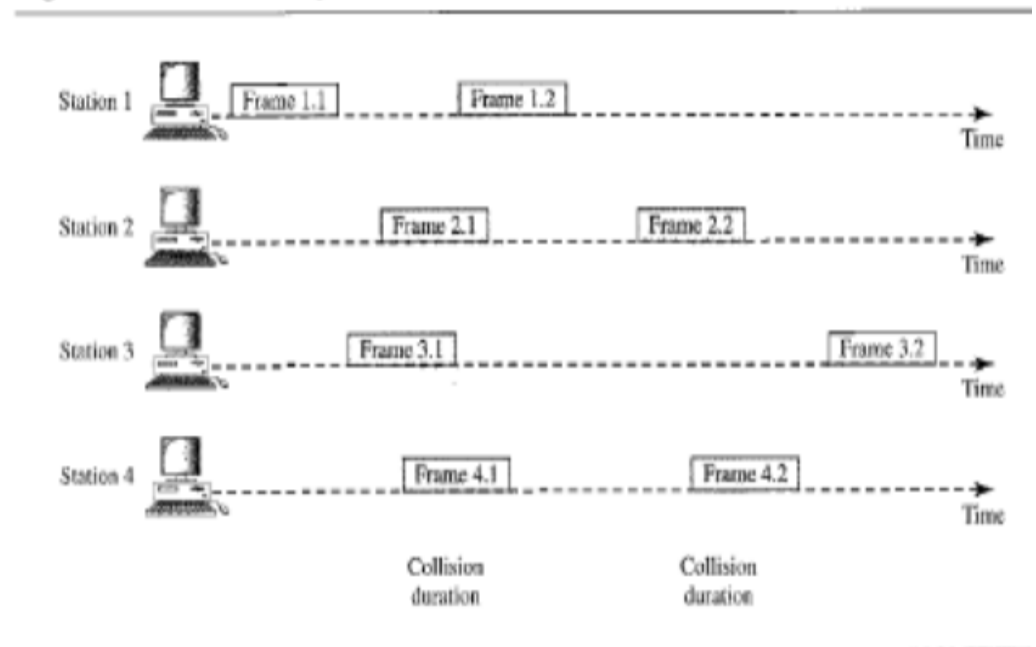 Station 1
Frame 1.1
Frame 1.2
Time
Station 2
Frame 2.1
Frame 2.2
Time
Station 3
Frame 3.1
Frame 3.2
Time
Station 4
Frame 4.1
Frame 4.2
Time
Collision
duration
Collision
duration